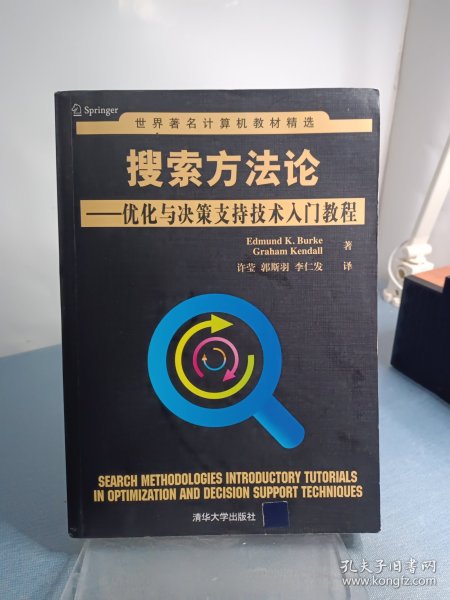 Springer
世界著名计算机教材精选
搜索方法论
——优化与决策支持技术入门教程
Edmund K. Burke
Graham Kendall 著
许莹 郭斯羽 李仁发 译
SEARCH METHODOLOGIES INTRODUCTORY TUTORIALS
IN OPTIMIZATION AND DECISION SUPPORT TECHNIQUES
清华大学出版社
孔夫子旧书网
www.kongfz.com